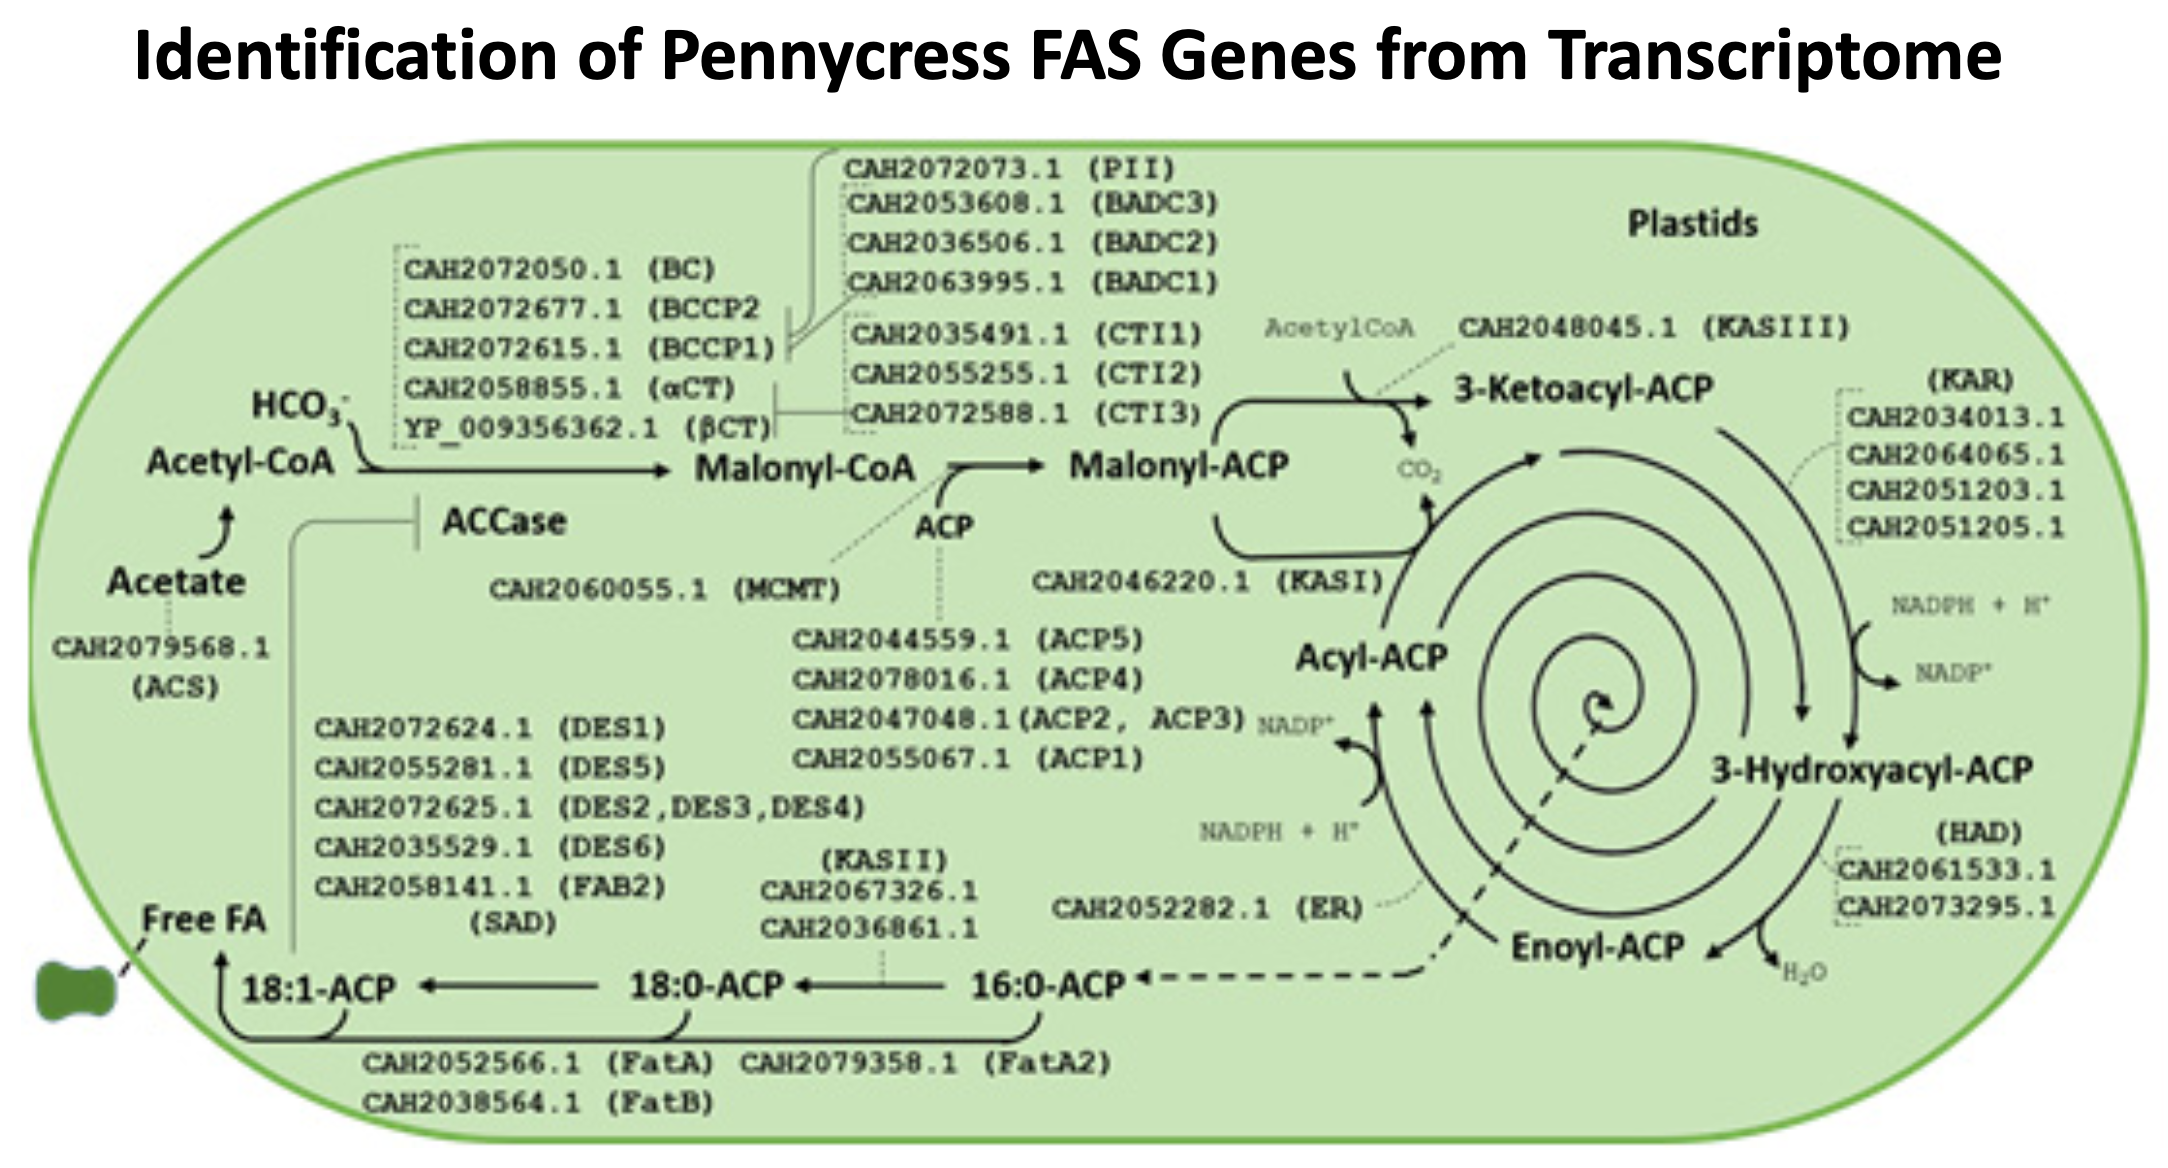 Identification of Pennycress FAS Genes from Transcriptome
CAH2072073.1 (PII)
CAH2053608.1 (BADC3)
CAH2036506.1 (BADC2)
CAH2063995.1 (BADC1)
Plastids
CAH2072050.1 (BC)
CAH2072677.1 (BCCP2
CAH2072615.1 (BCCP1)
CAH2058855.1 (αCT)
YP_009356362.1 (βCT)
CAH2035491.1 (CTI1)
CAH2055255.1 (CTI2)
CAH2072588.1 (CTI3)
AcetylCoA
CAH2048045.1 (KASIII)
HCO₃⁻
Acetyl-CoA
Malonyl-CoA
Malonyl-ACP
3-Ketoacyl-ACP
CO₂
(KAR)
CAH2034013.1
CAH2064065.1
CAH2051203.1
CAH2051205.1
ACCase
ACP
Acetate
CAH2079568.1
(ACS)
CAH2060055.1 (MCMT)
CAH2046220.1 (KASI)
NADPH + H⁺
NADP⁺
CAH2044559.1 (ACP5)
CAH2078016.1 (ACP4)
CAH2047048.1(ACP2, ACP3)
CAH2055067.1 (ACP1)
Acyl-ACP
NADP⁺
NADPH + H⁺
3-Hydroxyacyl-ACP
(HAD)
CAH2061533.1
CAH2073295.1
CAH2072624.1 (DES1)
CAH2055281.1 (DES5)
CAH2072625.1 (DES2,DES3,DES4)
CAH2035529.1 (DES6)
CAH2058141.1 (FAB2)
(SAD)
(KASII)
CAH2067326.1
CAH2036861.1
CAH2052282.1 (ER)
Enoyl-ACP
H₂O
Free FA
18:1-ACP
18:0-ACP
16:0-ACP
CAH2052566.1 (FatA) CAH2079358.1 (FatA2)
CAH2038564.1 (FatB)